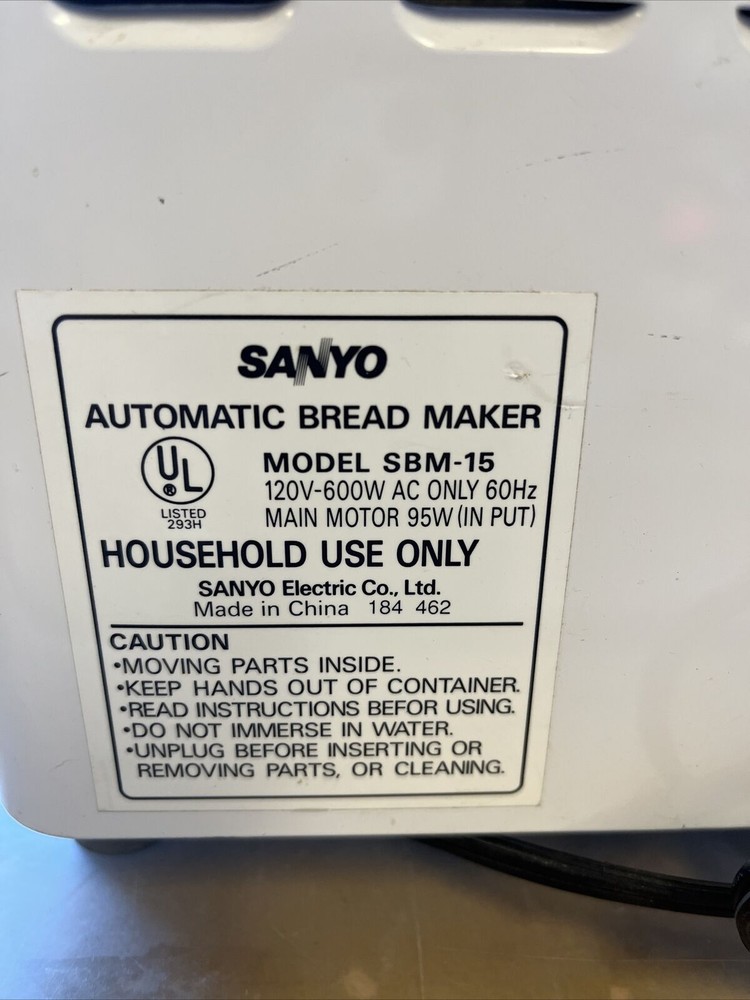 SANYO
AUTOMATIC BREAD MAKER
UL
®
LISTED
293H
MODEL SBM-15
120V-600W AC ONLY 60Hz
MAIN MOTOR 95W (IN PUT)
HOUSEHOLD USE ONLY
SANYO Electric Co., Ltd.
Made in China 184 462
CAUTION
•MOVING PARTS INSIDE.
•KEEP HANDS OUT OF CONTAINER.
•READ INSTRUCTIONS BEFOR USING.
•DO NOT IMMERSE IN WATER.
•UNPLUG BEFORE INSERTING OR
REMOVING PARTS, OR CLEANING.